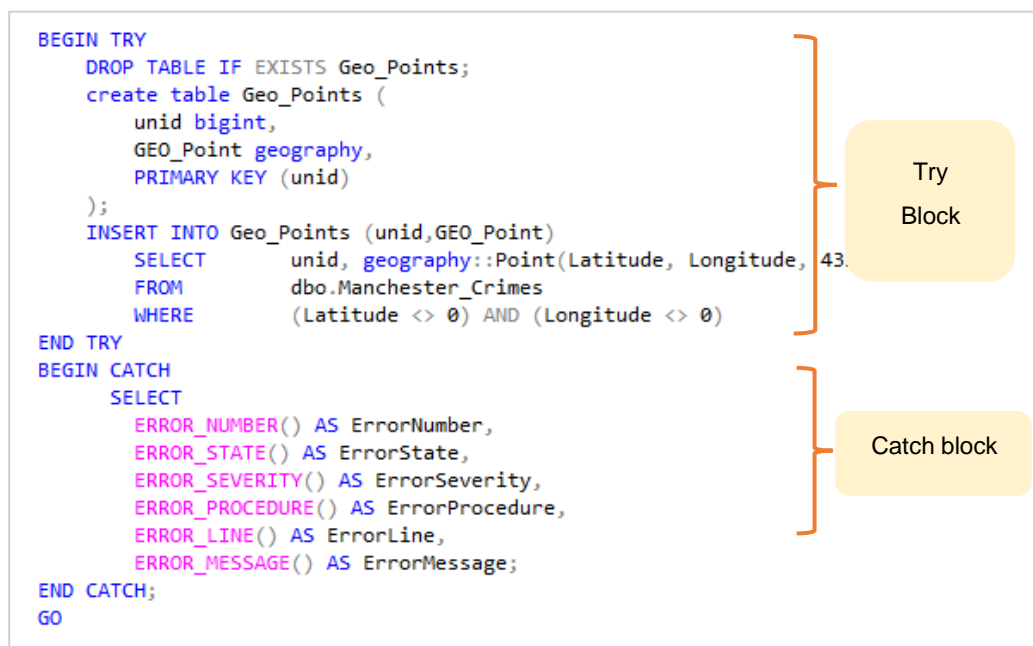 BEGIN TRY
DROP TABLE IF EXISTS Geo_Points;
create table Geo_Points (
unid bigint,
GEO_Point geography,
PRIMARY KEY (unid)
);
INSERT INTO Geo_Points (unid,GEO_Point)
SELECT unid, geography::Point(Latitude, Longitude,
FROM dbo.Manchester_Crimes
WHERE (Latitude <> 0) AND (Longitude <> 0)
END TRY
Try
Block
BEGIN CATCH
SELECT
ERROR_NUMBER() AS ErrorNumber,
ERROR_STATE() AS ErrorState,
ERROR_SEVERITY() AS ErrorSeverity,
ERROR_PROCEDURE() AS ErrorProcedure,
ERROR_LINE() AS ErrorLine,
ERROR_MESSAGE() AS ErrorMessage;
END CATCH;
GO
Catch block